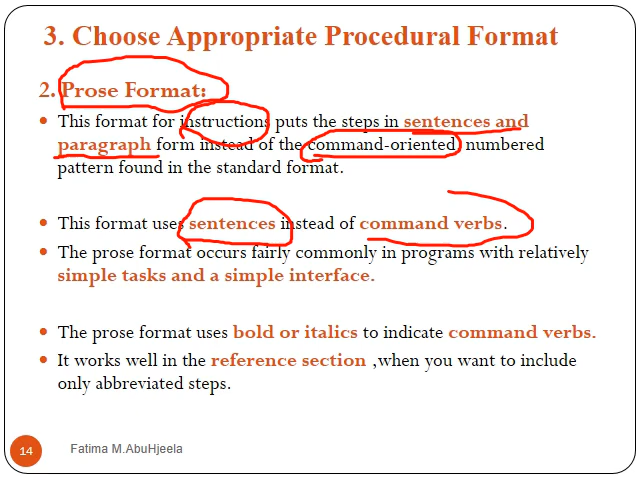 3. Choose Appropriate Procedural Format
2. Prose Format:
• This format for instructions puts the steps in sentences and
paragraph form instead of the command-oriented numbered
pattern found in the standard format.
• This format uses sentences instead of command verbs.
• The prose format occurs fairly commonly in programs with relatively
simple tasks and a simple interface.
• The prose format uses bold or italics to indicate command verbs.
• It works well in the reference section ,when you want to include
only abbreviated steps.
14
Fatima M.AbuHjeela